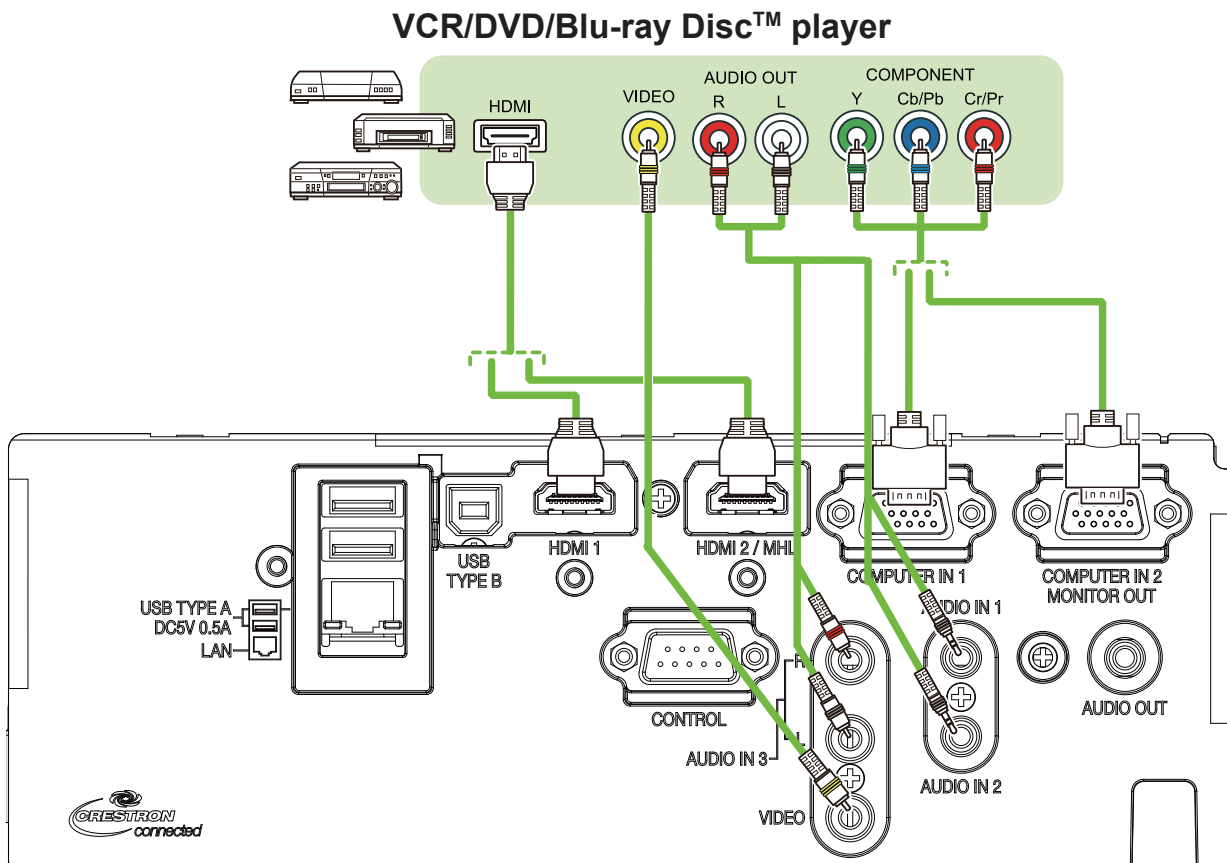 VCR/DVD/Blu-ray Disc™ player
HDMI
VIDEO
AUDIO OUT
R
L
COMPONENT
Y
Cb/Pb
Cr/Pr
USB TYPE B
HDMI 1
HDMI 2 / MHL
COMPUTER IN 1
COMPUTER IN 2
MONITOR OUT
USB TYPE A
DC5V 0.5A
LAN
CONTROL
R
L
AUDIO IN 3
VIDEO
AUDIO IN 1
AUDIO IN 2
AUDIO OUT
CRESTRON
connected